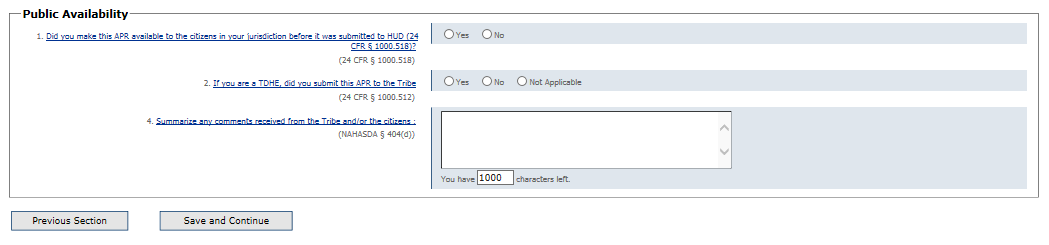 Public Availability
1. Did you make this APR available to the citizens in your jurisdiction before it was submitted to HUD (24
CFR § 1000.518)?
(24 CFR § 1000.518)
Yes No
2. If you are a TDHE, did you submit this APR to the Tribe
(24 CFR § 1000.512)
Yes No Not Applicable
4. Summarize any comments received from the Tribe and/or the citizens :
(NAHASDA § 404(d))
You have 1000 characters left.
Previous Section Save and Continue